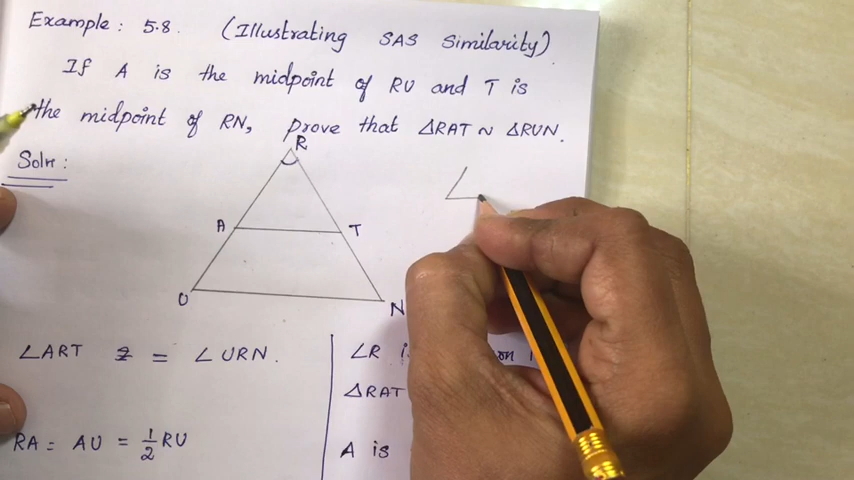 Example: 5.8. (Illustrating SAS Similarity)
If A is the midpoint of RU and T is
the midpoint of RN, prove that ΔRAT ~ ΔRUN.
Soln:
R
A
T
U
N
∠ART = ∠URN.
∠R
ΔRAT
RA = AU = 1/2 RU
A is